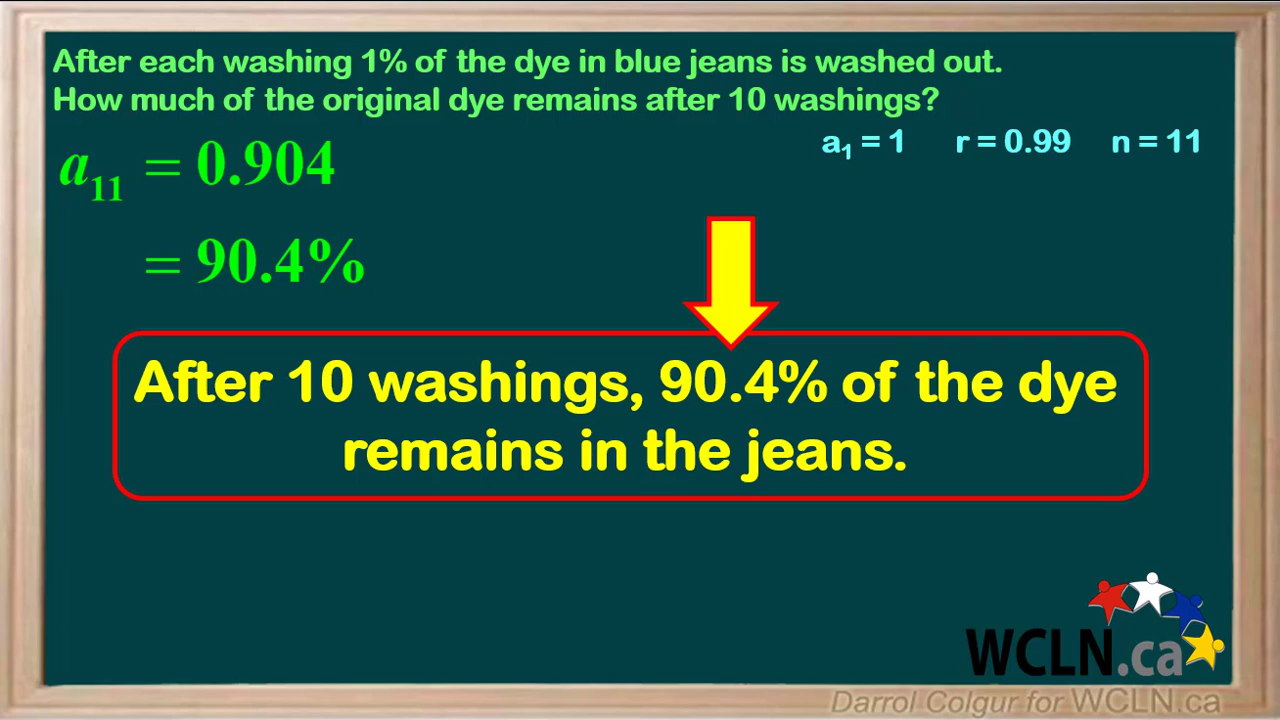 After each washing 1% of the dye in blue jeans is washed out.
How much of the original dye remains after 10 washings?
a₁ = 1 r = 0.99 n = 11
a₁₁ = 0.904
= 90.4%
After 10 washings, 90.4% of the dye
remains in the jeans.
WCLN.ca
Darrol Colgur for WCLN.ca